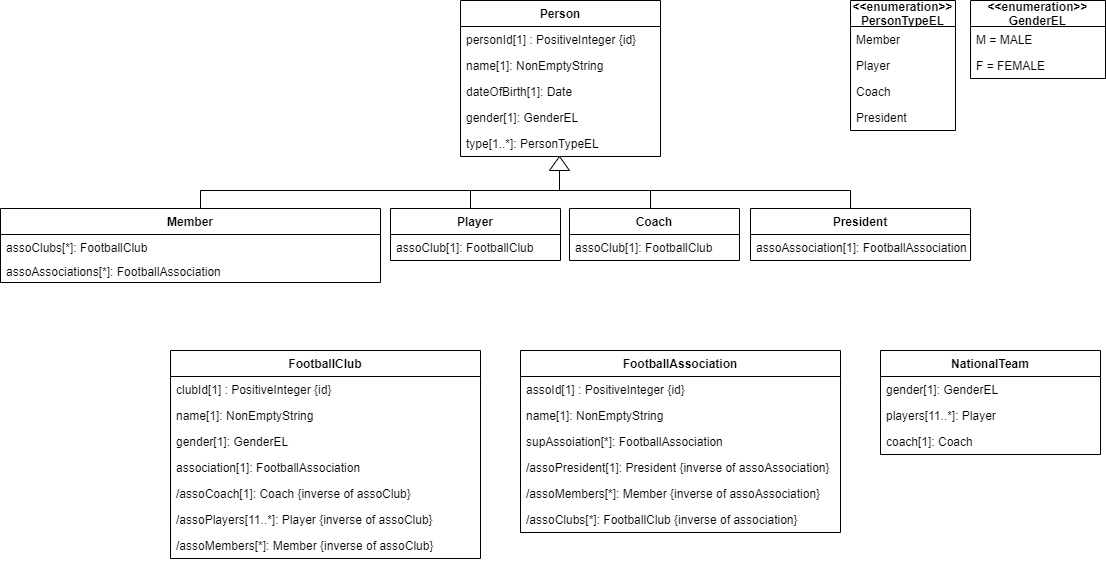 Person
personId[1] : PositiveInteger {id}
name[1]: NonEmptyString
dateOfBirth[1]: Date
gender[1]: GenderEL
type[1..*]: PersonTypeEL
<<enumeration>>
PersonTypeEL
Member
Player
Coach
President
<<enumeration>>
GenderEL
M = MALE
F = FEMALE
Member
assoClubs[*]: FootballClub
assoAssociations[*]: FootballAssociation
Player
assoClub[1]: FootballClub
Coach
assoClub[1]: FootballClub
President
assoAssociation[1]: FootballAssociation
FootballClub
clubId[1] : PositiveInteger {id}
name[1]: NonEmptyString
gender[1]: GenderEL
association[1]: FootballAssociation
/assoCoach[1]: Coach {inverse of assoClub}
/assoPlayers[11..*]: Player {inverse of assoClub}
/assoMembers[*]: Member {inverse of assoClub}
FootballAssociation
assoId[1] : PositiveInteger {id}
name[1]: NonEmptyString
supAssoiation[*]: FootballAssociation
/assoPresident[1]: President {inverse of assoAssociation}
/assoMembers[*]: Member {inverse of assoAssociation}
/assoClubs[*]: FootballClub {inverse of association}
NationalTeam
gender[1]: GenderEL
players[11..*]: Player
coach[1]: Coach